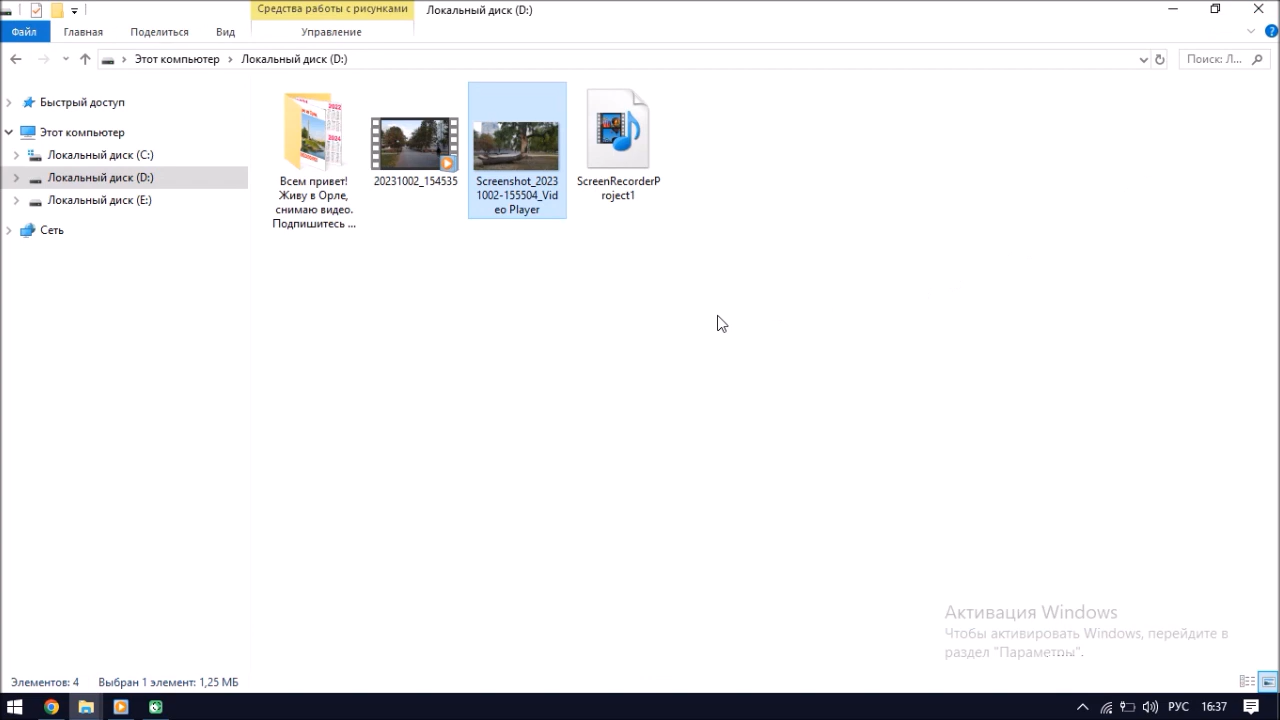 Средства работы с рисунками
Локальный диск (D:)
Файл
Главная
Поделиться
Вид
Управление
Этот компьютер
Локальный диск (D:)
Поиск: Л...
Быстрый доступ
Этот компьютер
Локальный диск (C:)
Локальный диск (D:)
Локальный диск (E:)
Сеть
Всем привет!
Живу в Орле,
снимаю видео.
Подпишитесь ...
20231002_154535
Screenshot_2023
1002-155504_Vid
eo Player
ScreenRecorderP
roject1
2022
2024
Активация Windows
Чтобы активировать Windows, перейдите в
раздел "Параметры".
Элементов: 4
Выбран 1 элемент: 1,25 МБ
РУС
16:37